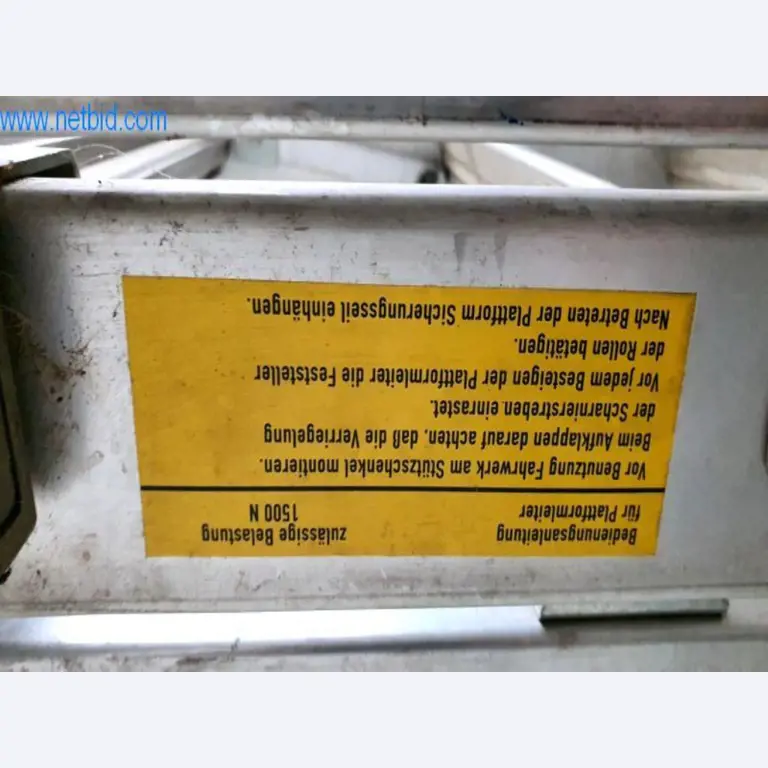 www.netbid.com
Bedienungsanleitung zulässige Belastung
für Plattformleiter 1500 N
Vor Benutzung Fahrwerk am Stützschenkel montieren.
Beim Aufklappen darauf achten, daß die Verriegelung
der Scharnierstreben einrastet.
Vor jedem Besteigen der Plattformleiter die Feststeller
der Rollen betätigen.
Nach Betreten der Plattform Sicherungsseil einhängen.